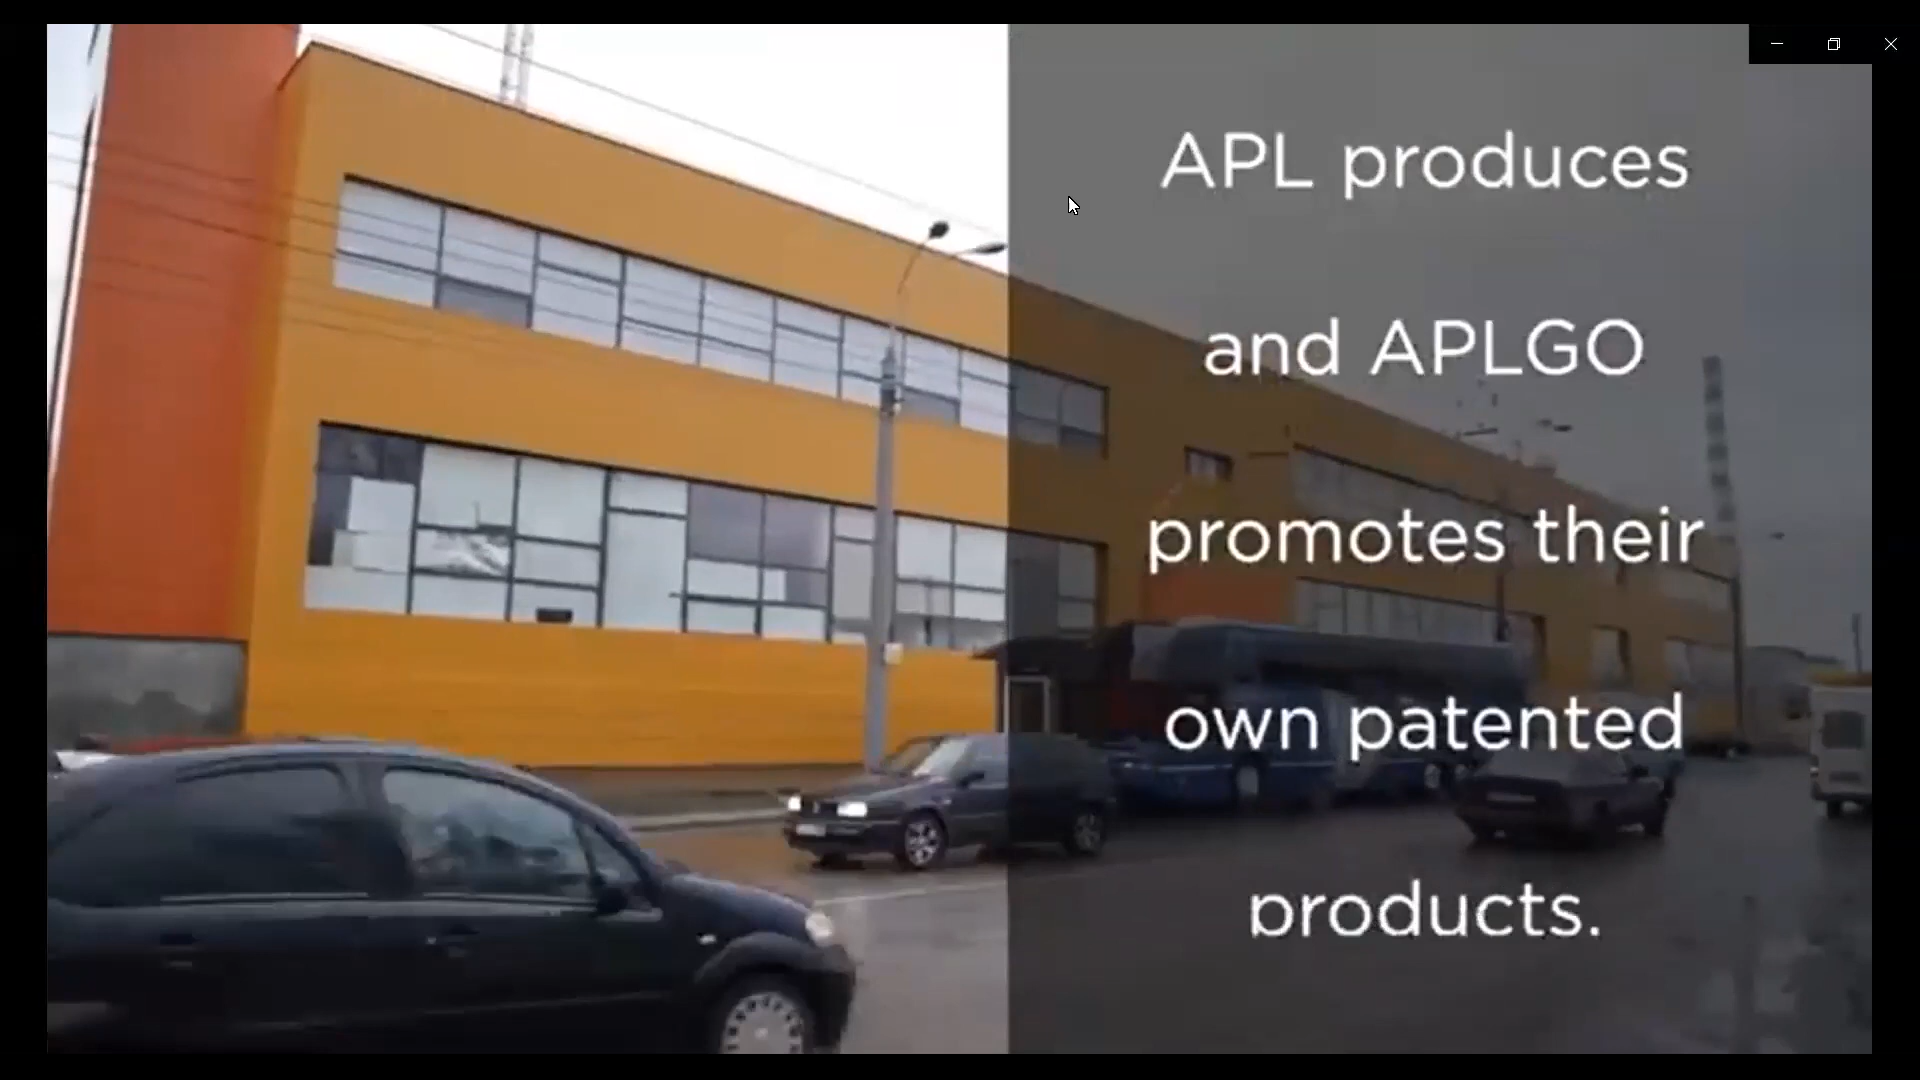 APL produces
and APLGO
promotes their
own patented
products.